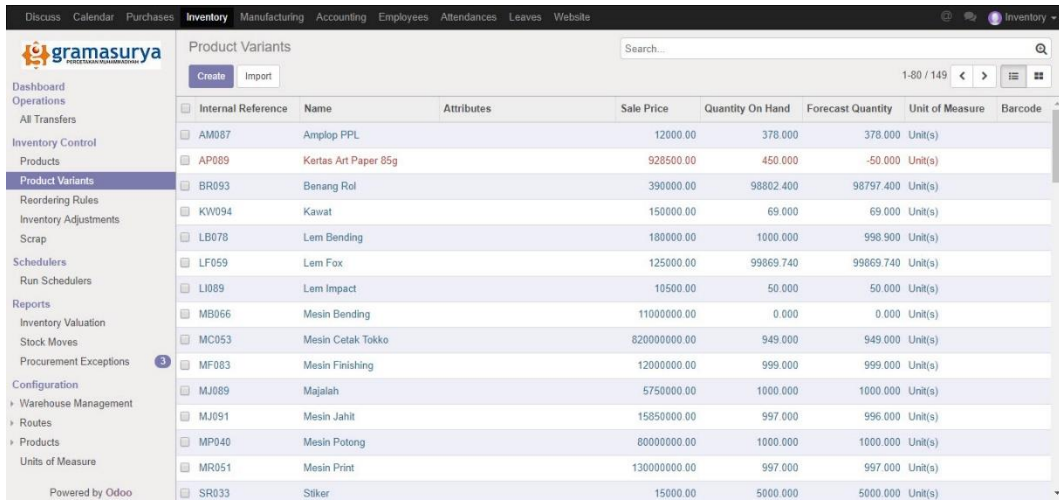 Discuss Calendar Purchases Inventory Manufacturing Accounting Employees Attendances Leaves Website @ Inventory
gramasurya
PERCETAKAN MUHAMMADIYAH
Dashboard
Operations
All Transfers
Inventory Control
Products
Product Variants
Reordering Rules
Inventory Adjustments
Scrap
Schedulers
Run Schedulers
Reports
Inventory Valuation
Stock Moves
Procurement Exceptions 3
Configuration
Warehouse Management
Routes
Products
Units of Measure
Powered by Odoo
Product Variants
Search...
Create Import
1-80 / 149
Internal Reference Name Attributes Sale Price Quantity On Hand Forecast Quantity Unit of Measure Barcode
AM087 Amplop PPL 12000.00 378.000 378.000 Unit(s)
AP089 Kertas Art Paper 85g 928500.00 450.000 -50.000 Unit(s)
BR093 Benang Rol 390000.00 98802.400 98797.400 Unit(s)
KW094 Kawat 150000.00 69.000 69.000 Unit(s)
LB078 Lem Bending 180000.00 1000.000 998.900 Unit(s)
LF059 Lem Fox 125000.00 99869.740 99869.740 Unit(s)
LI089 Lem Impact 10500.00 50.000 50.000 Unit(s)
MB066 Mesin Bending 11000000.00 0.000 0.000 Unit(s)
MC053 Mesin Cetak Tokko 820000000.00 949.000 949.000 Unit(s)
MF083 Mesin Finishing 12000000.00 999.000 999.000 Unit(s)
MJ089 Majalah 5750000.00 1000.000 1000.000 Unit(s)
MJ091 Mesin Jahit 15850000.00 997.000 996.000 Unit(s)
MP040 Mesin Potong 80000000.00 1000.000 1000.000 Unit(s)
MR051 Mesin Print 130000000.00 997.000 997.000 Unit(s)
SR033 Stiker 15000.00 5000.000 5000.000 Unit(s)